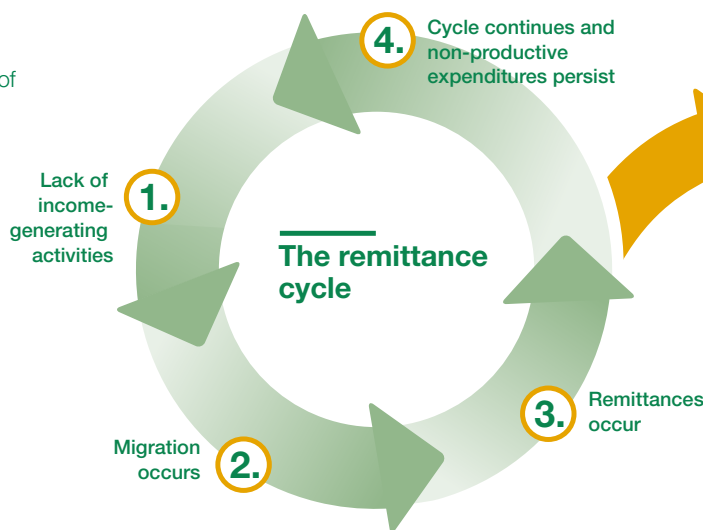 of
4.
Cycle continues and
non-productive
expenditures persist
1.
Lack of
income-
generating
activities
The remittance
cycle
2.
Migration
occurs
3.
Remittances
occur